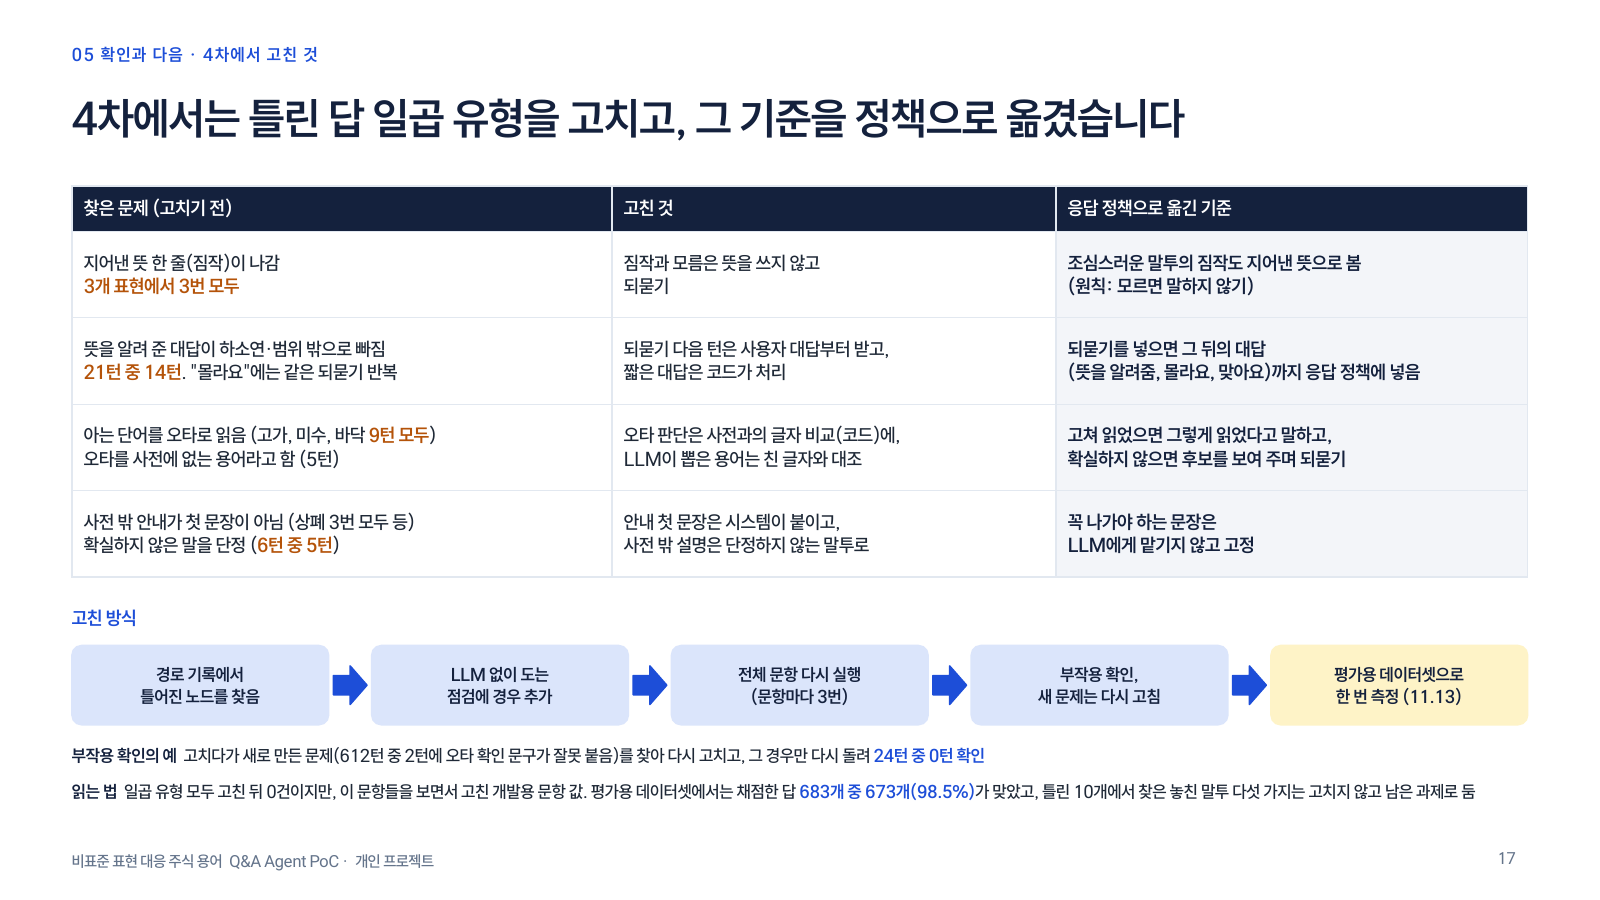 05 확인과 다음 · 4차에서 고친 것
4차에서는 틀린 답 일곱 유형을 고치고, 그 기준을 정책으로 옮겼습니다
찾은 문제 (고치기 전)
고친 것
응답 정책으로 옮긴 기준
지어낸 뜻 한 줄(짐작)이 나감
3개 표현에서 3번 모두
짐작과 모름은 뜻을 쓰지 않고
되묻기
조심스러운 말투의 짐작도 지어낸 뜻으로 봄
(원칙: 모르면 말하지 않기)
뜻을 알려 준 대답이 하소연·범위 밖으로 빠짐
21턴 중 14턴. "몰라요"에는 같은 되묻기 반복
되묻기 다음 턴은 사용자 대답부터 받고,
짧은 대답은 코드가 처리
되묻기를 넣으면 그 뒤의 대답
(뜻을 알려줌, 몰라요, 맞아요)까지 응답 정책에 넣음
아는 단어를 오타로 읽음 (고가, 미수, 바닥 9턴 모두)
오타를 사전에 없는 용어라고 함 (5턴)
오타 판단은 사전과의 글자 비교(코드)에,
LLM이 뽑은 용어는 친 글자와 대조
고쳐 읽었으면 그렇게 읽었다고 말하고,
확실하지 않으면 후보를 보여 주며 되묻기
사전 밖 안내가 첫 문장이 아님 (상폐 3번 모두 등)
확실하지 않은 말을 단정 (6턴 중 5턴)
안내 첫 문장은 시스템이 붙이고,
사전 밖 설명은 단정하지 않는 말투로
꼭 나가야 하는 문장은
LLM에게 맡기지 않고 고정
고친 방식
경로 기록에서
틀어진 노드를 찾음
LLM 없이 도는
점검에 경우 추가
전체 문항 다시 실행
(문항마다 3번)
부작용 확인,
새 문제는 다시 고침
평가용 데이터셋으로
한 번 측정 (11.13)
부작용 확인의 예 고치다가 새로 만든 문제(612턴 중 2턴에 오타 확인 문구가 잘못 붙음)를 찾아 다시 고치고, 그 경우만 다시 돌려 24턴 중 0턴 확인
읽는 법 일곱 유형 모두 고친 뒤 0건이지만, 이 문항들을 보면서 고친 개발용 문항 값. 평가용 데이터셋에서는 채점한 답 683개 중 673개(98.5%)가 맞았고, 틀린 10개에서 찾은 놓친 말투 다섯 가지는 고치지 않고 남은 과제로 둠
비표준 표현 대응 주식 용어 Q&A Agent PoC · 개인 프로젝트
17